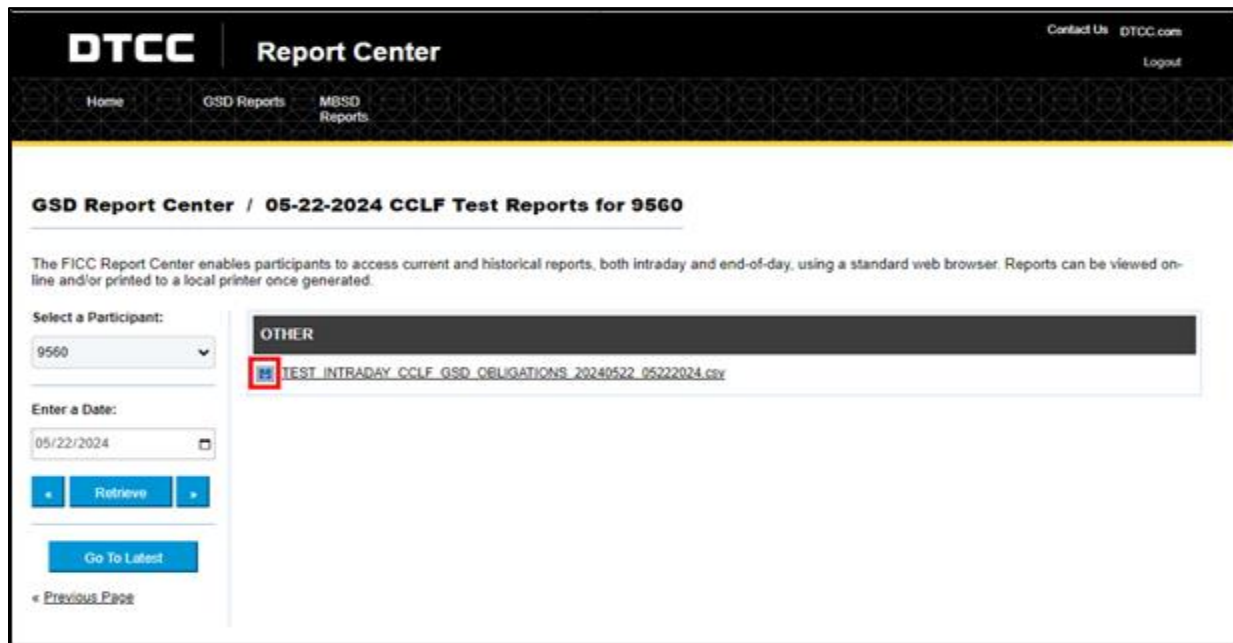 DTCC
Report Center
Contact Us DTCC.com
Logout
Home GSD Reports MBSD
Reports
GSD Report Center / 05-22-2024 CCLF Test Reports for 9560
The FICC Report Center enables participants to access current and historical reports, both intraday and end-of-day, using a standard web browser. Reports can be viewed on-
line and/or printed to a local printer once generated.
Select a Participant:
9560
OTHER
TEST_INTRADAY_CCLF_GSD_OBLIGATIONS_20240522_05222024.csv
Enter a Date:
05/22/2024
« Retrieve »
Go To Latest
« Previous Page